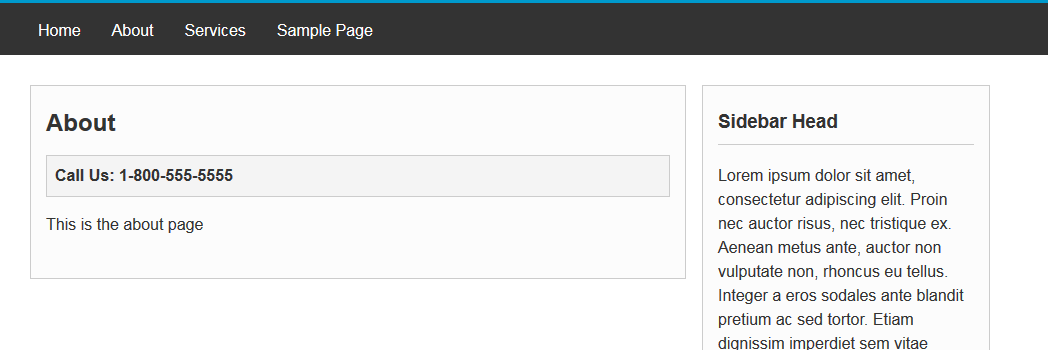 Home About Services Sample Page
About
Call Us: 1-800-555-5555
This is the about page
Sidebar Head
Lorem ipsum dolor sit amet,
consectetur adipiscing elit. Proin
nec auctor risus, nec tristique ex.
Aenean metus ante, auctor non
vulputate non, rhoncus eu tellus.
Integer a eros sodales ante blandit
pretium ac sed tortor. Etiam
dignissim imperdiet sem vitae